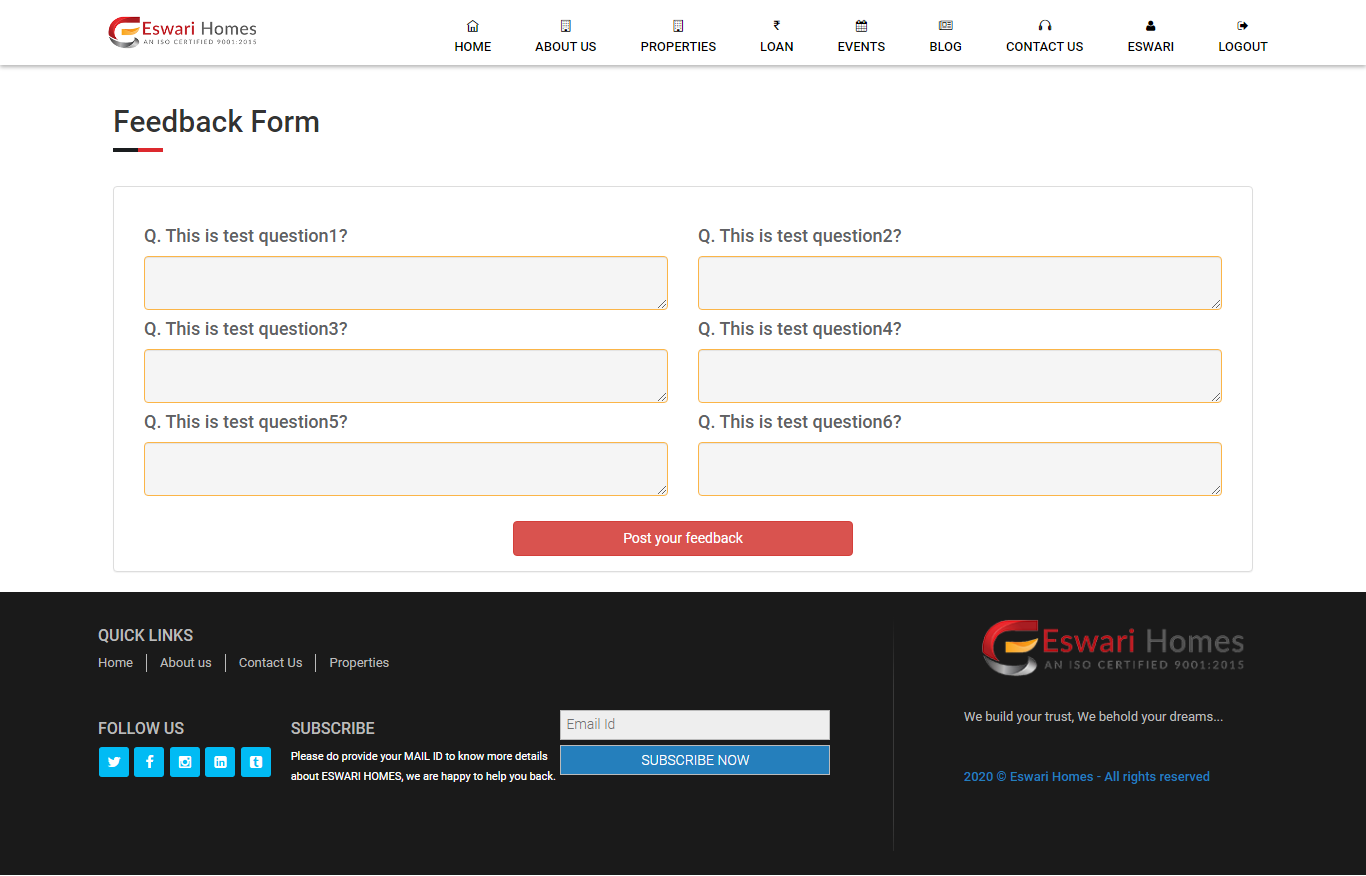 Eswari Homes
AN ISO CERTIFIED 9001:2015
HOME
ABOUT US
PROPERTIES
LOAN
EVENTS
BLOG
CONTACT US
ESWARI
LOGOUT
Feedback Form
Q. This is test question1?
Q. This is test question2?
Q. This is test question3?
Q. This is test question4?
Q. This is test question5?
Q. This is test question6?
Post your feedback
QUICK LINKS
Home
About us
Contact Us
Properties
FOLLOW US
SUBSCRIBE
Please do provide your MAIL ID to know more details
about ESWARI HOMES, we are happy to help you back.
Email Id
SUBSCRIBE NOW
Eswari Homes
AN ISO CERTIFIED 9001:2015
We build your trust, We behold your dreams...
2020 © Eswari Homes - All rights reserved